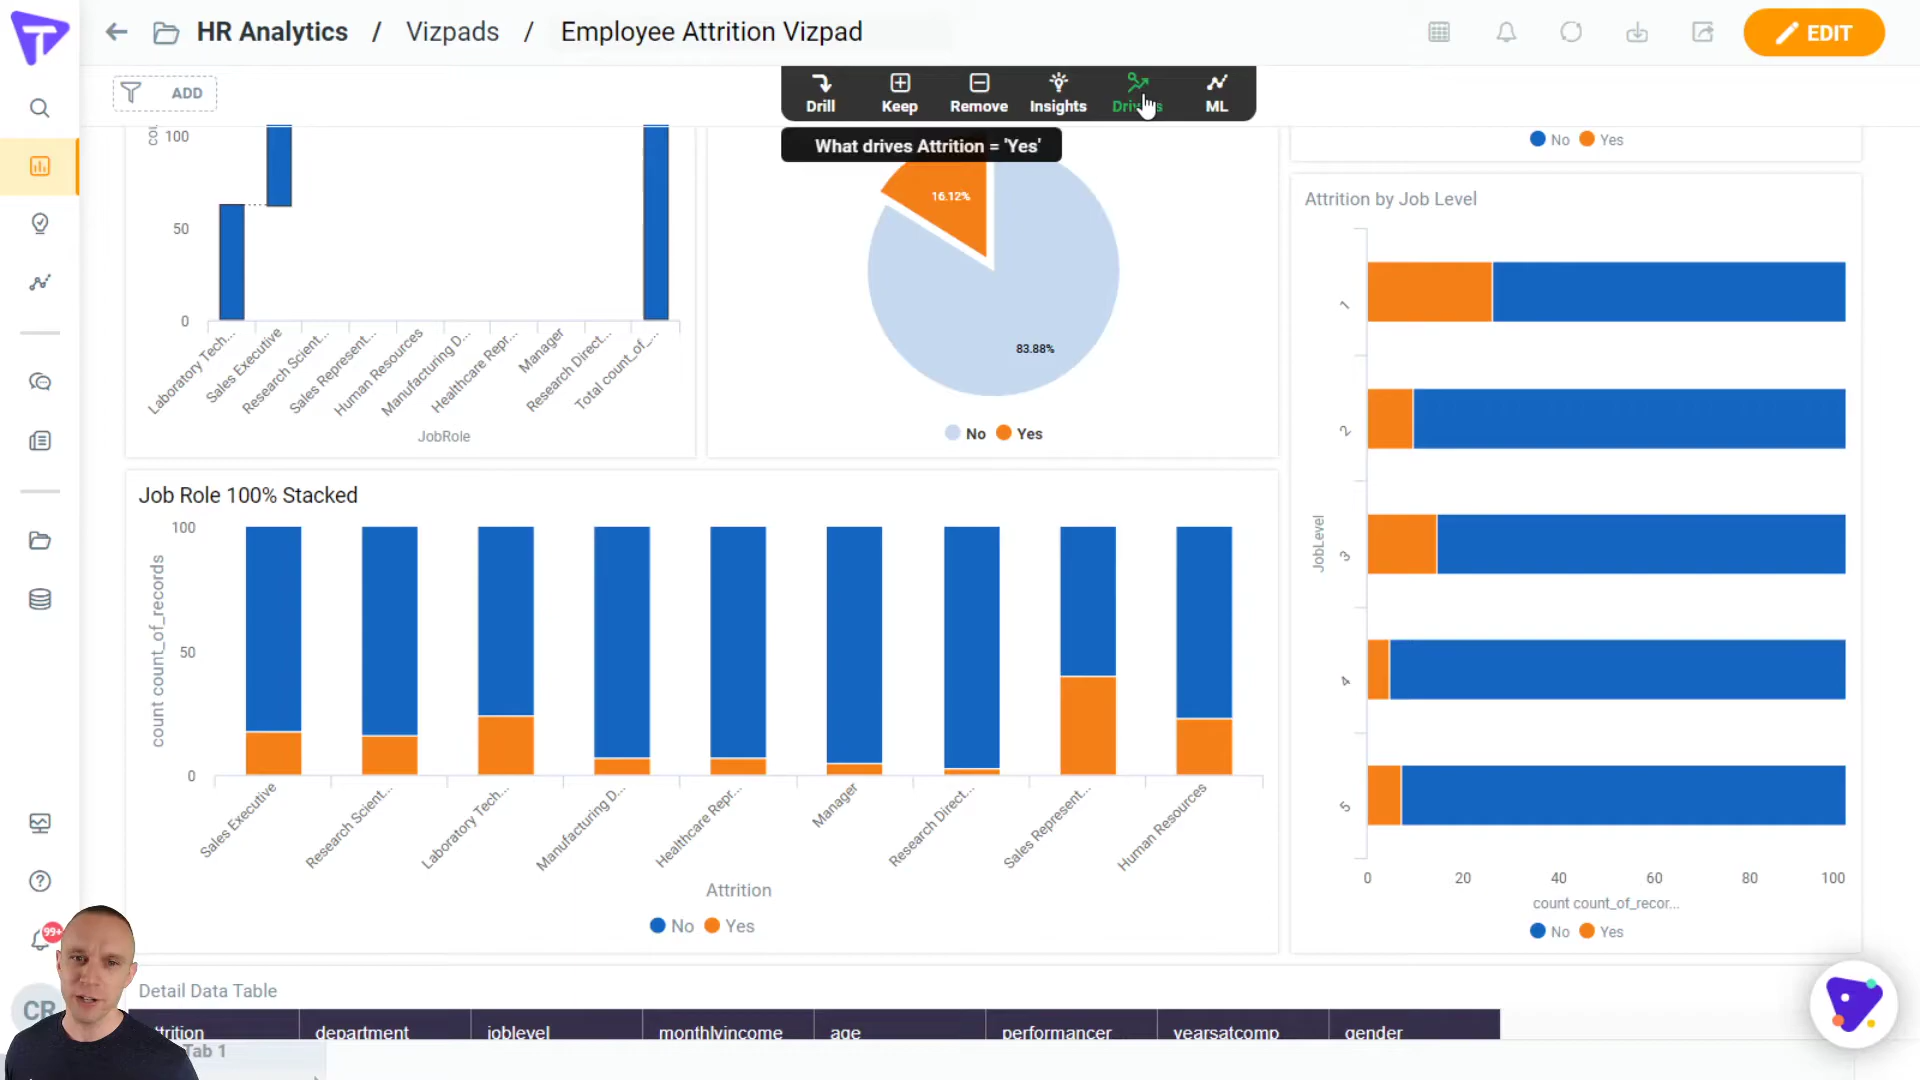 HR Analytics / Vizpads / Employee Attrition Vizpad
EDIT
ADD
Drill
Keep
Remove
Insights
ML
What drives Attrition = 'Yes'
100
50
0
Laboratory Tech...
Sales Executive
Research Scient...
Sales Represent...
Human Resources
Manufacturing D...
Healthcare Repr...
Manager
Research Direct...
Total count_of_...
JobRole
16.12%
83.88%
No Yes
No Yes
Attrition by Job Level
JobLevel
1
2
3
4
5
0 20 40 60 80 100
count count_of_recor...
No Yes
Job Role 100% Stacked
count count_of_records
100
50
0
Sales Executive
Research Scient...
Laboratory Tech...
Manufacturing D...
Healthcare Repr...
Manager
Research Direct...
Sales Represent...
Human Resources
Attrition
No Yes
99+
CR
Detail Data Table
department joblevel monthlyincome age performancer yearsatcomp gender
Tab 1